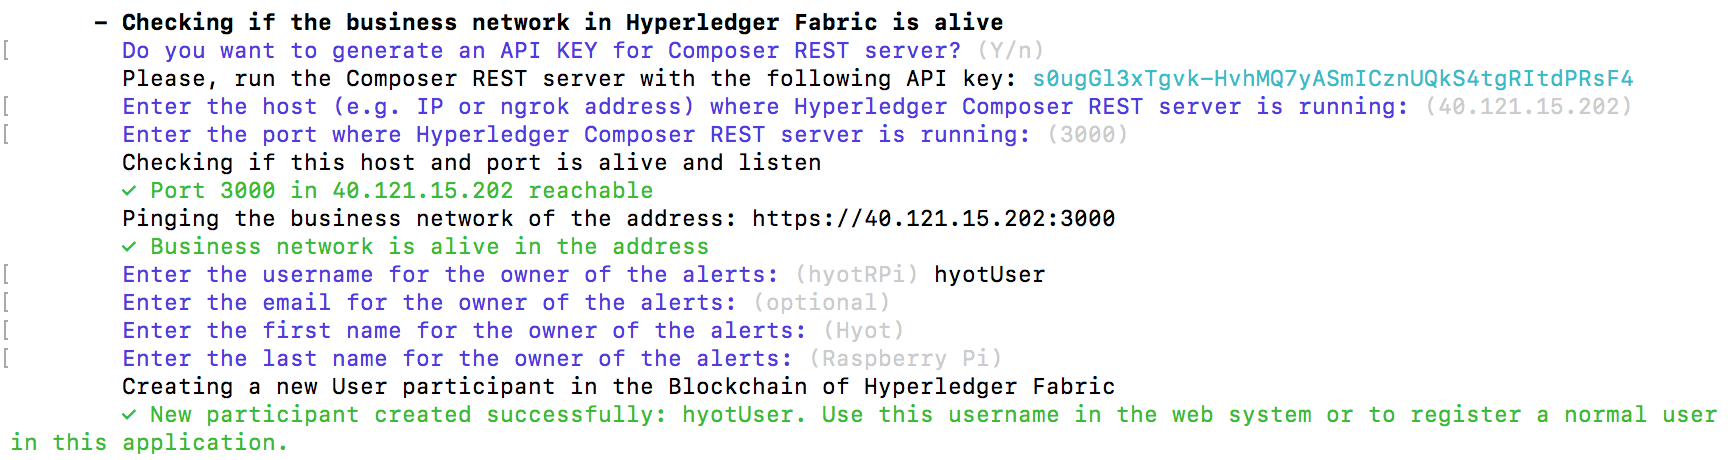 – Checking if the business network in Hyperledger Fabric is alive
[ Do you want to generate an API KEY for Composer REST server? (Y/n)
Please, run the Composer REST server with the following API key: s0ugGl3xTgvk-HvhMQ7yASmICznUQkS4tgRItdPRsF4
[ Enter the host (e.g. IP or ngrok address) where Hyperledger Composer REST server is running: (40.121.15.202)
[ Enter the port where Hyperledger Composer REST server is running: (3000)
Checking if this host and port is alive and listen
✓ Port 3000 in 40.121.15.202 reachable
Pinging the business network of the address: https://40.121.15.202:3000
✓ Business network is alive in the address
[ Enter the username for the owner of the alerts: (hyotRPi) hyotUser
[ Enter the email for the owner of the alerts: (optional)
[ Enter the first name for the owner of the alerts: (Hyot)
[ Enter the last name for the owner of the alerts: (Raspberry Pi)
Creating a new User participant in the Blockchain of Hyperledger Fabric
✓ New participant created successfully: hyotUser. Use this username in the web system or to register a normal user
in this application.